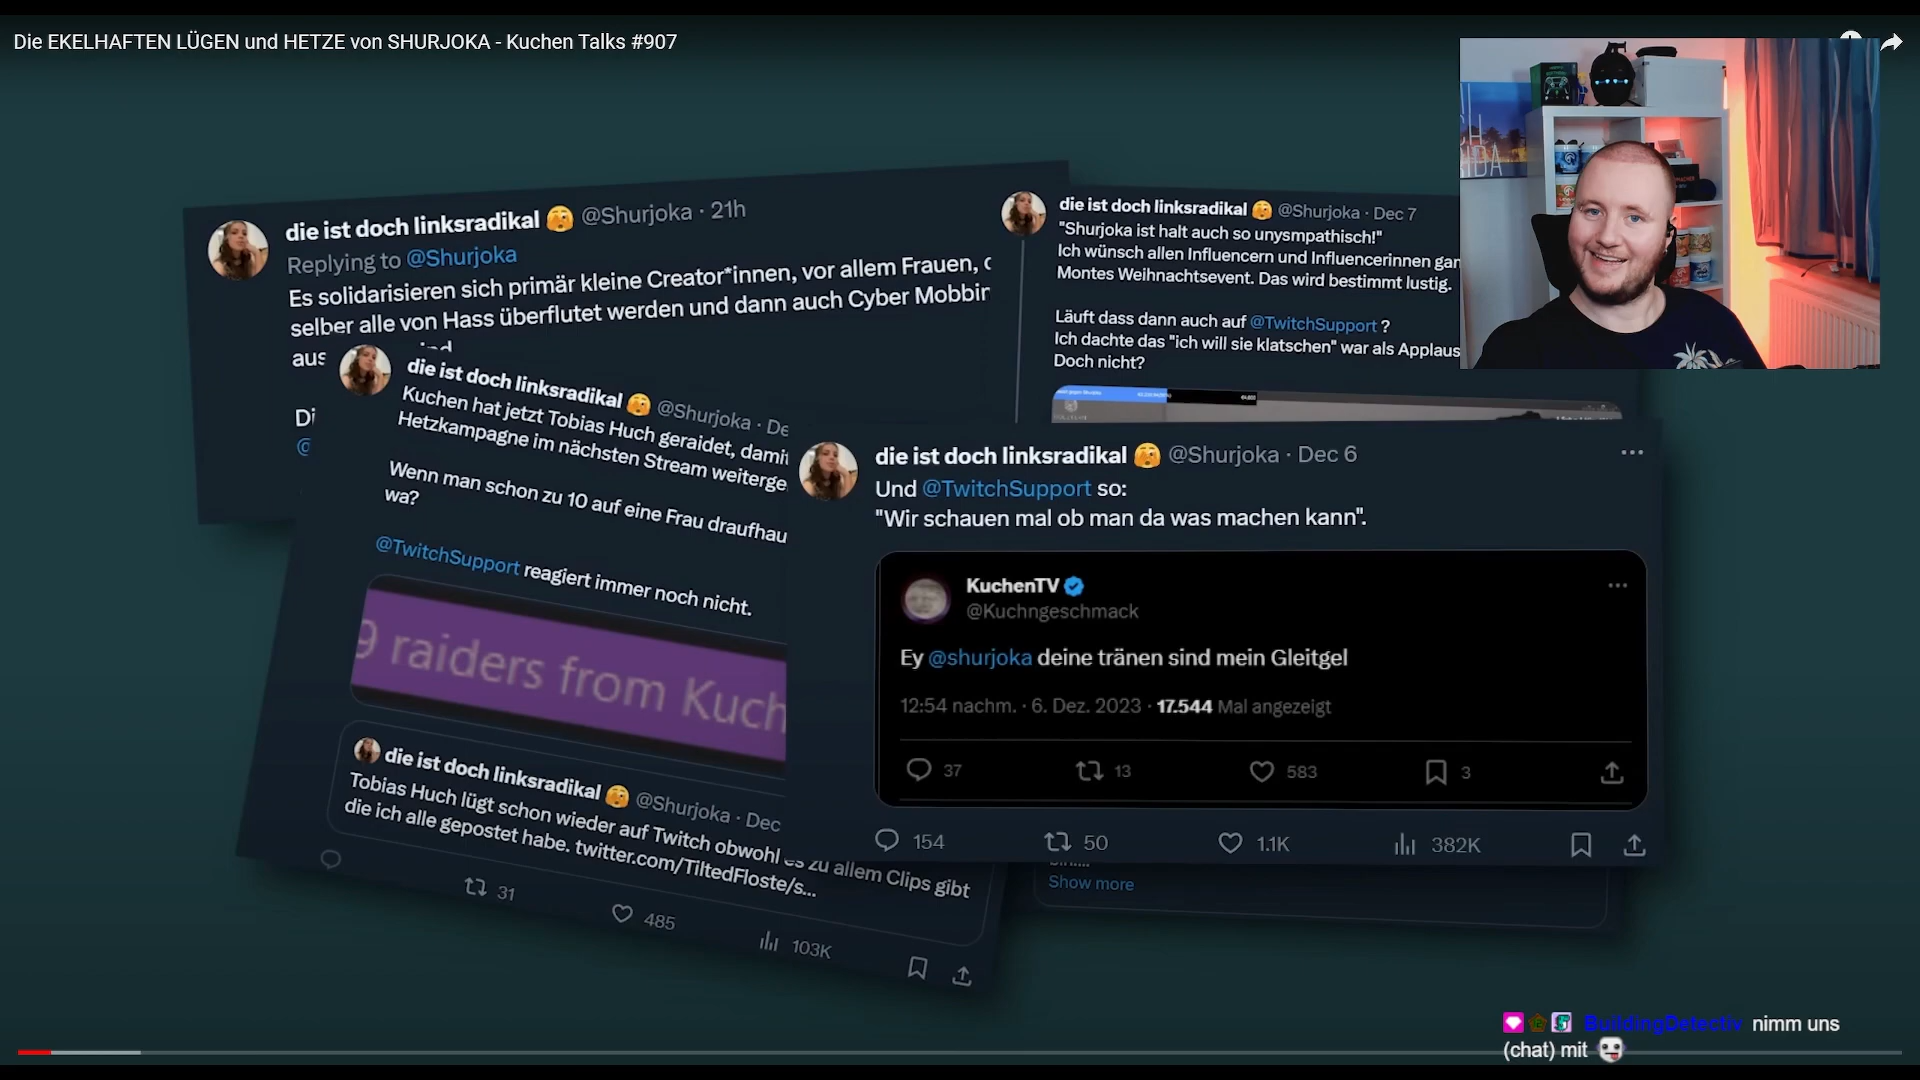 Die EKELHAFTEN LÜGEN und HETZE von SHURJOKA - Kuchen Talks #907
die ist doch linksradikal @Shurjoka · 21h
Replying to @Shurjoka
Es solidarisieren sich primär kleine Creator*innen, vor allem Frauen,
selber alle von Hass überflutet werden und dann auch Cyber
aus
Di
@
die ist doch linksradikal @Shurjoka · Dec 7
"Shurjoka ist halt auch so unysmpathisch!"
Ich wünsch allen Influencern und Influencerinnen
Montes Weihnachtsevent. Das wird bestimmt lustig.
Läuft dass dann auch auf @TwitchSupport ?
Ich dachte das "ich will sie klatschen" war als Applaus
Doch nicht?
Show more
die ist doch linksradikal @Shurjoka · De
Kuchen hat jetzt Tobias Huch geraidet, damit
Hetzkampagne im nächsten Stream weiterge
Wenn man schon zu 10 auf eine Frau draufhau
wa?
@TwitchSupport reagiert immer noch nicht.
9 raiders from Kuch
die ist doch linksradikal @Shurjoka · Dec
Tobias Huch lügt schon wieder auf Twitch obwohl es zu allem Clips gibt
die ich alle gepostet habe. twitter.com/TiltedFloste/s...
31 485 103K
die ist doch linksradikal @Shurjoka · Dec 6
Und @TwitchSupport so:
"Wir schauen mal ob man da was machen kann".
KuchenTV
@Kuchngeschmack
Ey @shurjoka deine tränen sind mein Gleitgel
12:54 nachm. · 6. Dez. 2023 · 17.544 Mal angezeigt
37 13 583 3
154 50 1.1K 382K
BuildingDetectiv nimm uns
(chat) mit